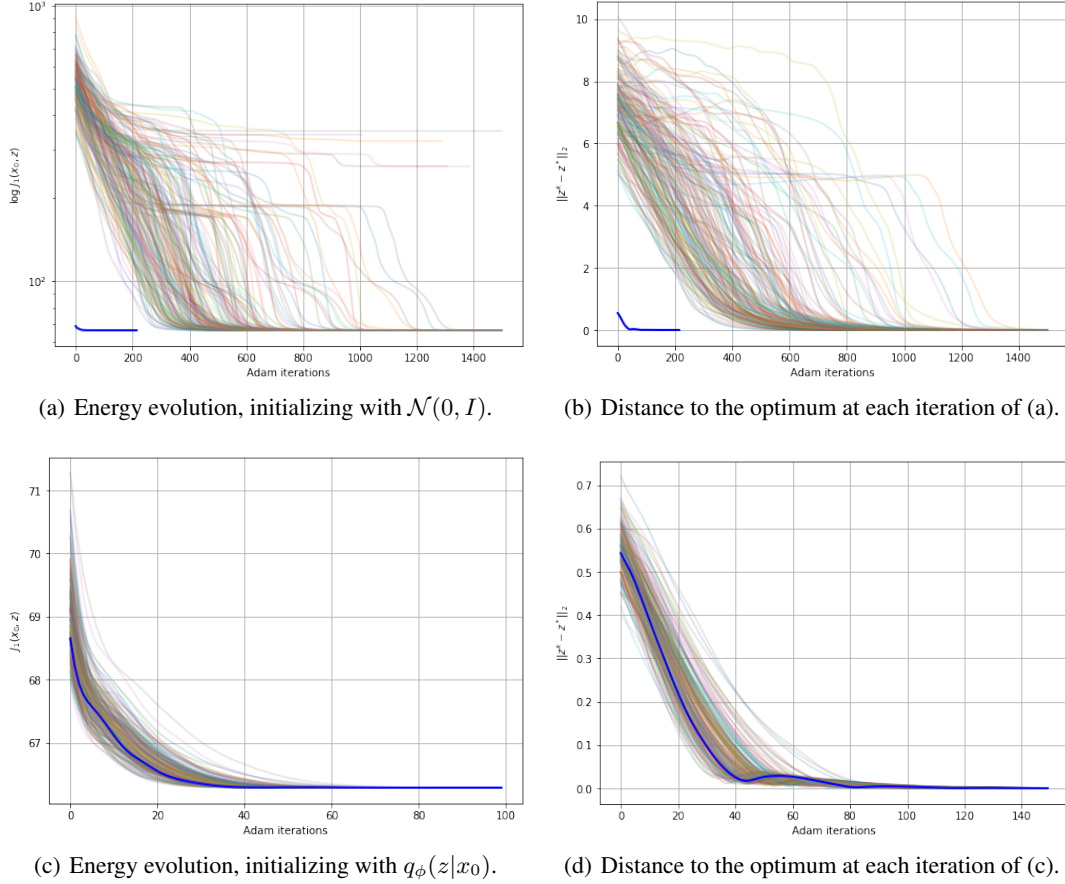 10³
10²
log J₁(x₀, z)
0 200 400 600 800 1000 1200 1400
Adam iterations
10
8
6
4
2
0
||zᵏ − z*||₂
0 200 400 600 800 1000 1200 1400
Adam iterations
(a) Energy evolution, initializing with 𝒩(0, I).
(b) Distance to the optimum at each iteration of (a).
71
70
69
68
67
J₁(x₀, z)
0 20 40 60 80 100
Adam iterations
0.7
0.6
0.5
0.4
0.3
0.2
0.1
0.0
||zᵏ − z*||₂
0 20 40 60 80 100 120 140
Adam iterations
(c) Energy evolution, initializing with qϕ(z|x₀).
(d) Distance to the optimum at each iteration of (c).